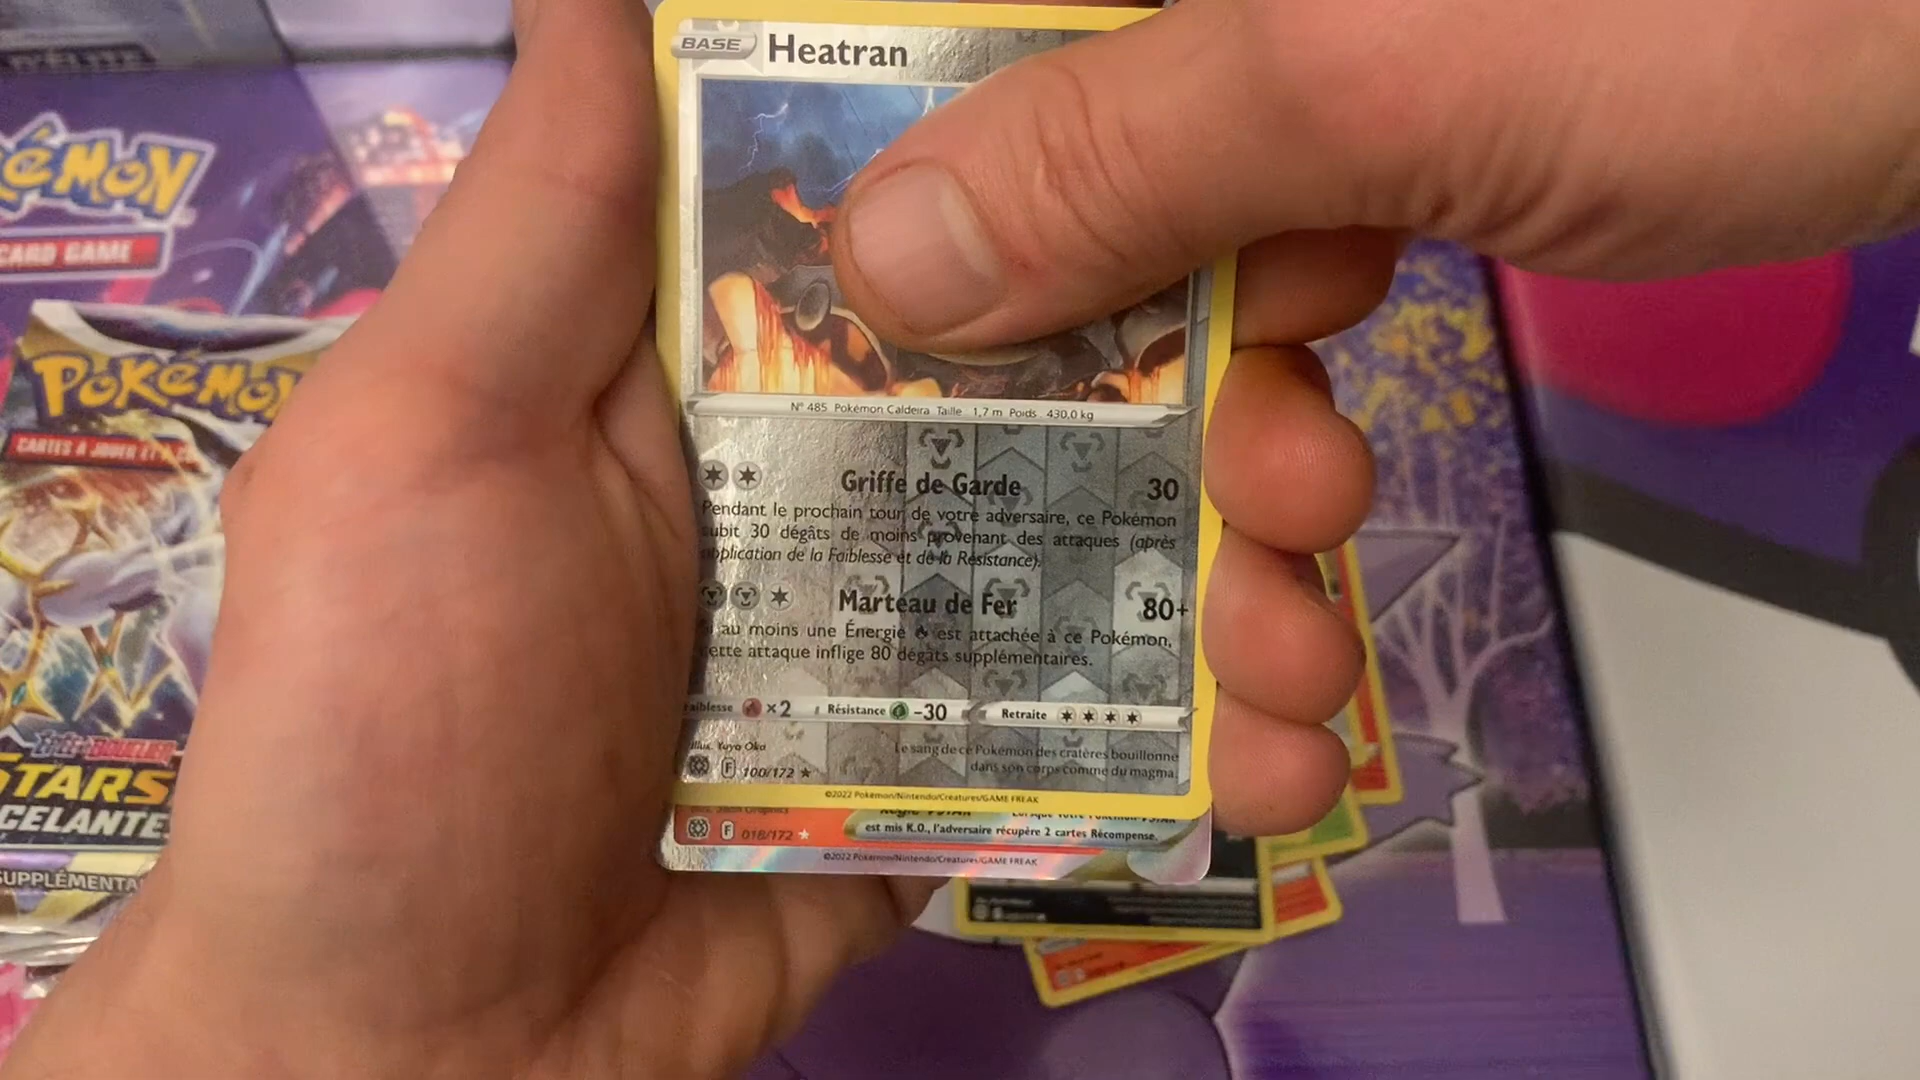 D'ÉLITE
POKéMON
CARD GAME
POKéMON
CARTES À JOUER ET À
ÉPÉE & BOUCLIER
STARS
CELANTE
SUPPLÉMENTA
BASE Heatran
N° 485 Pokémon Caldeira Taille 1,7 m Poids 430,0 kg
Griffe de Garde 30
Pendant le prochain tour de votre adversaire, ce Pokémon
subit 30 dégâts de moins provenant des attaques (après
application de la Faiblesse et de la Résistance).
Marteau de Fer 80+
Si au moins une Énergie est attachée à ce Pokémon,
cette attaque inflige 80 dégâts supplémentaires.
Faiblesse ×2 Résistance -30 Retraite
Illus. Yuya Oka
Le sang de ce Pokémon des cratères bouillonne
dans son corps comme du magma.
F 100/172
©2022 Pokémon/Nintendo/Creatures/GAME FREAK
F 018/172
est mis K.O., l'adversaire récupère 2 cartes Récompense.
©2022 Pokémon/Nintendo/Creatures/GAME FREAK